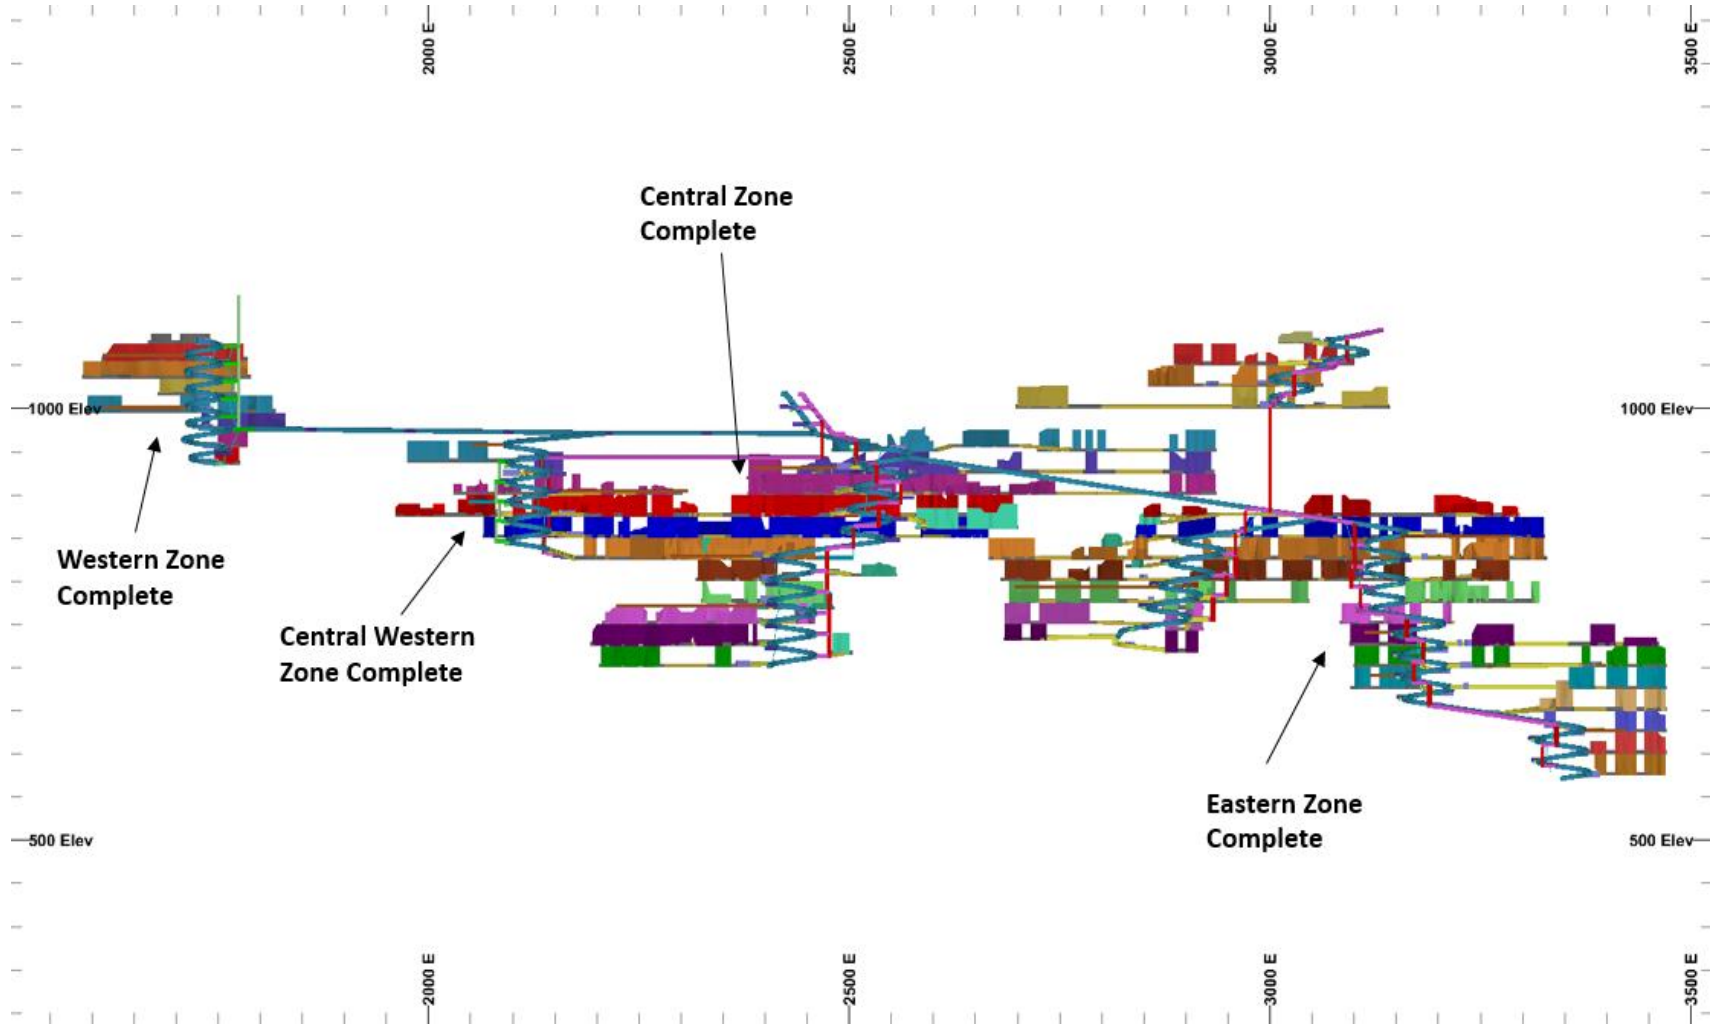 2000 E
2500 E
3000 E
3500 E
Central Zone
Complete
1000 Elev
1000 Elev
Western Zone
Complete
Central Western
Zone Complete
Eastern Zone
Complete
500 Elev
500 Elev
2000 E
2500 E
3000 E
3500 E